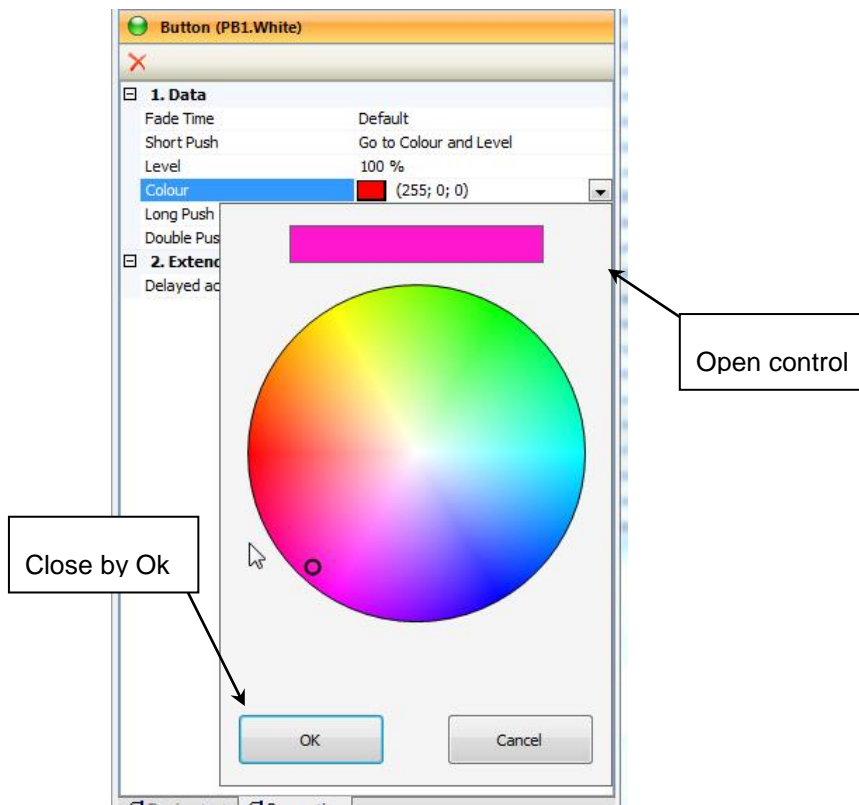 Button (PB1.White)
1. Data
Fade Time Default
Short Push Go to Colour and Level
Level 100 %
Colour (255; 0; 0)
Long Push
Double Pus
2. Extend
Delayed ac
Open control
Close by Ok
OK Cancel